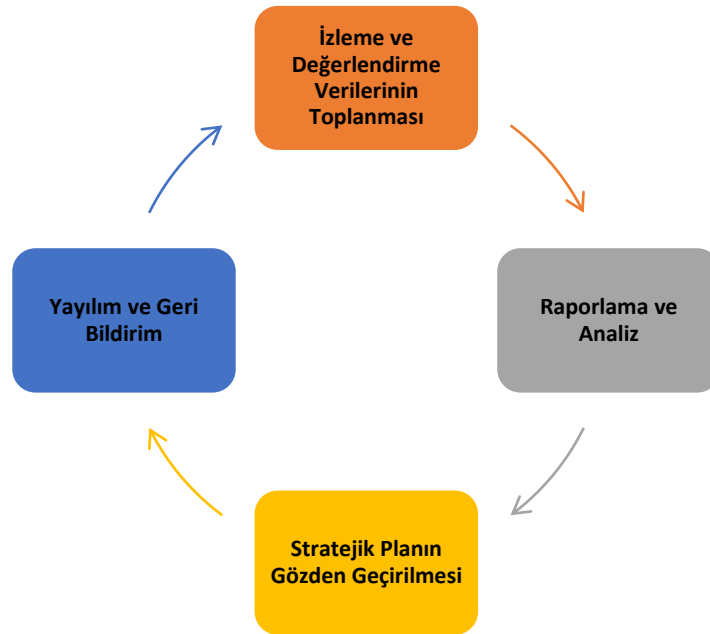 İzleme ve
Değerlendirme
Verilerinin
Toplanması
Raporlama ve
Analiz
Stratejik Planın
Gözden Geçirilmesi
Yayılım ve Geri
Bildirim